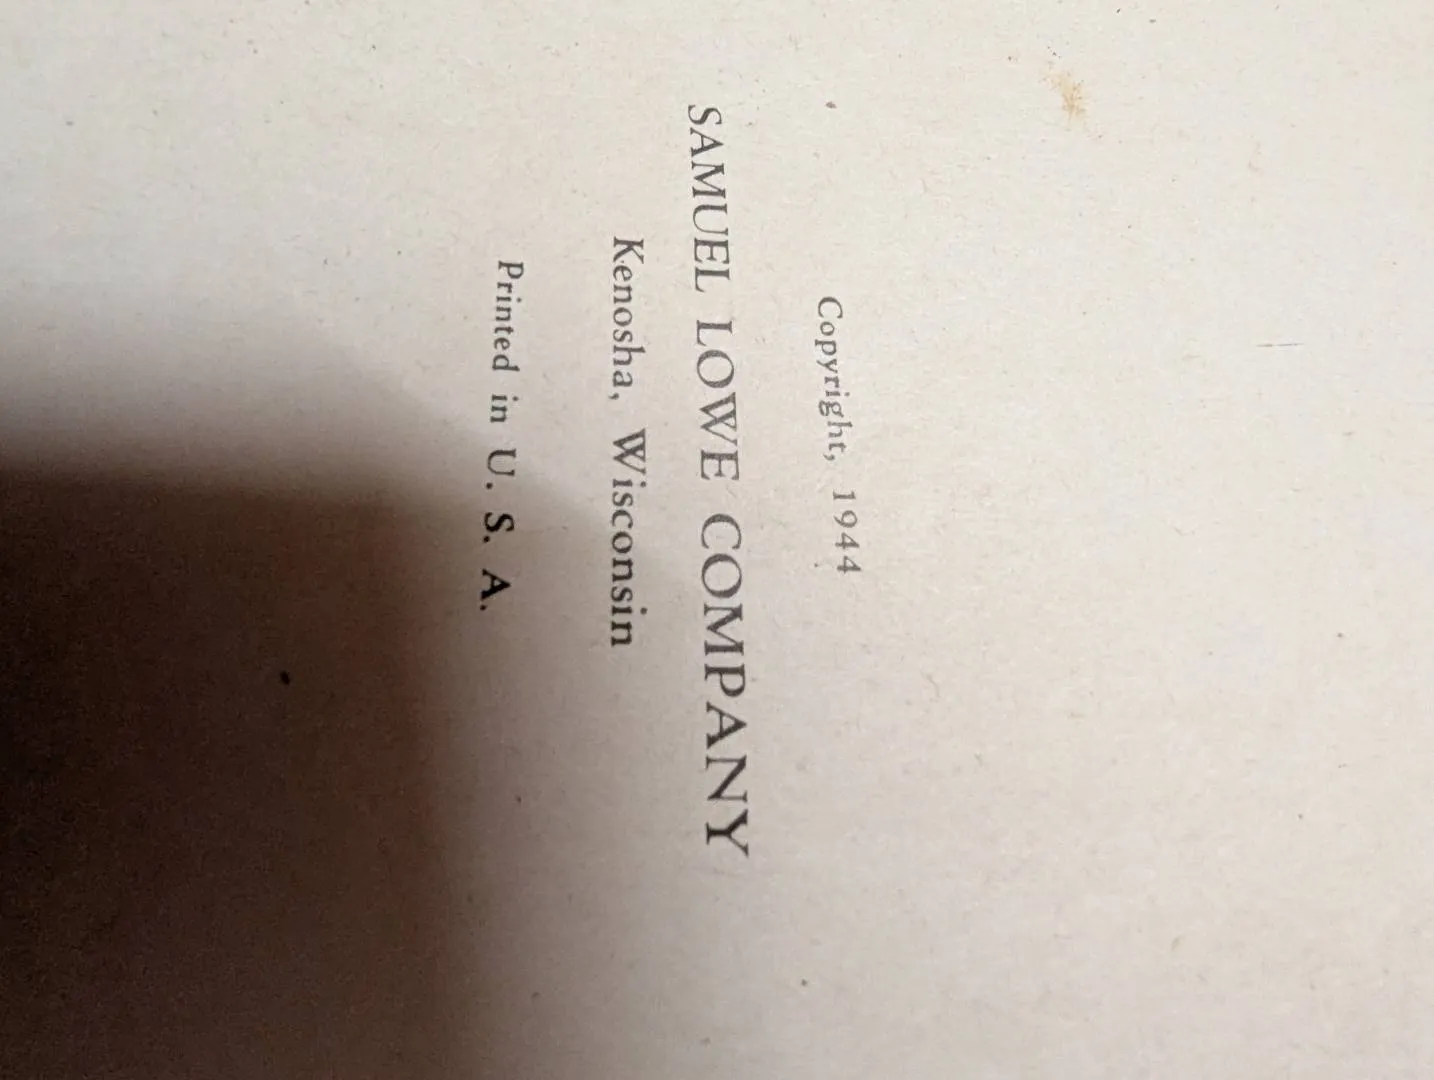 Copyright, 1944
SAMUEL LOWE COMPANY
Kenosha, Wisconsin
Printed in U. S. A.